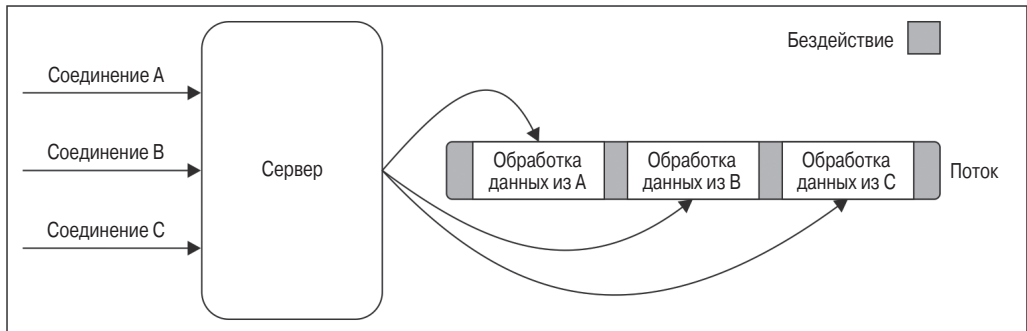 Бездействие
Соединение A
Соединение B
Соединение C
Сервер
Обработка
данных из A
Обработка
данных из B
Обработка
данных из C
Поток